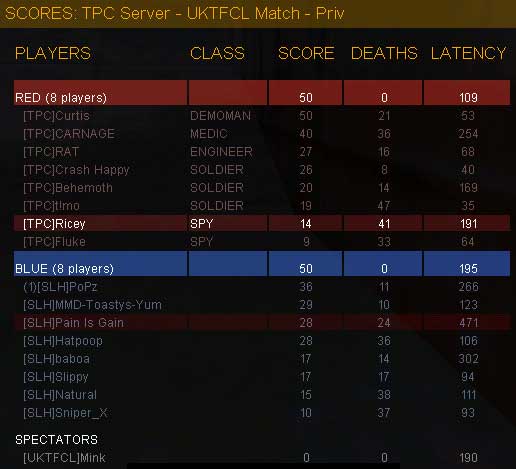 SCORES: TPC Server - UKTFCL Match - Priv
PLAYERS CLASS SCORE DEATHS LATENCY
RED (8 players) 50 0 109
[TPC]Curtis DEMOMAN 50 21 53
[TPC]CARNAGE MEDIC 40 36 254
[TPC]RAT ENGINEER 27 16 68
[TPC]Crash Happy SOLDIER 26 8 40
[TPC]Behemoth SOLDIER 20 14 169
[TPC]tImo SOLDIER 19 47 35
[TPC]Ricey SPY 14 41 191
[TPC]Fluke SPY 9 33 64
BLUE (8 players) 50 0 195
(1)[SLH]PoPz 36 11 266
[SLH]MMD-Toastys-Yum 29 10 123
[SLH]Pain Is Gain 28 24 471
[SLH]Hatpoop 28 36 106
[SLH]baboa 17 14 302
[SLH]Slippy 17 17 94
[SLH]Natural 15 38 111
[SLH]Sniper_X 10 37 93
SPECTATORS
[UKTFCL]Mink 0 0 190